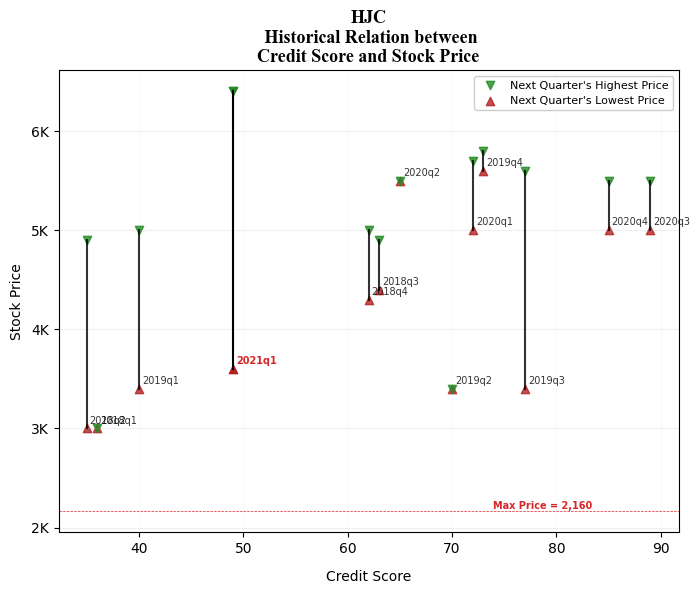 HJC
Historical Relation between
Credit Score and Stock Price
Next Quarter's Highest Price
Next Quarter's Lowest Price
Stock Price
6K
5K
4K
3K
2K
2020q2
2019q4
2020q1
2020q4
2020q3
2018q3
2018q4
2021q1
2019q1
2019q2
2019q3
2018q2
2018q1
Max Price = 2,160
40
50
60
70
80
90
Credit Score